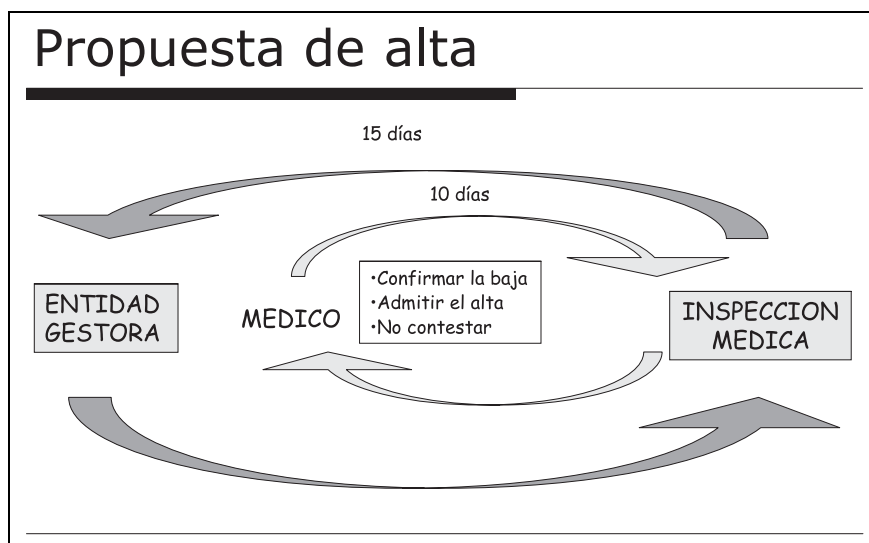 Propuesta de alta
15 días
10 días
ENTIDAD
GESTORA
MEDICO
•Confirmar la baja
•Admitir el alta
•No contestar
INSPECCION
MEDICA